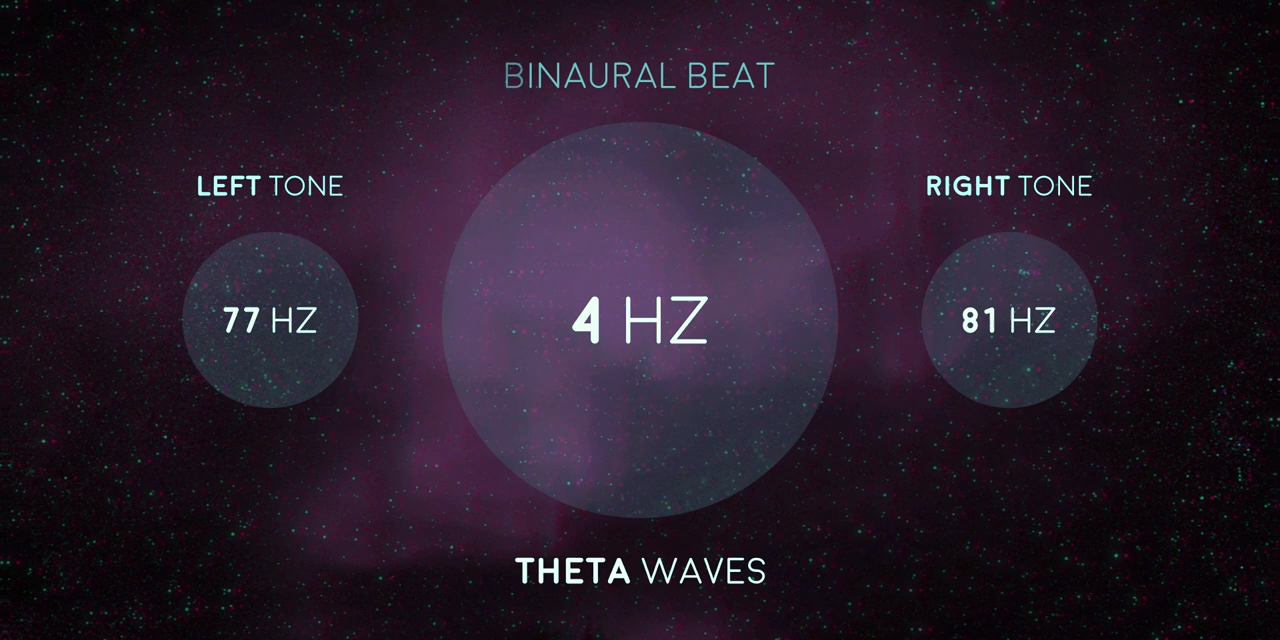 BINAURAL BEAT
LEFT TONE
RIGHT TONE
77 HZ
4 HZ
81 HZ
THETA WAVES